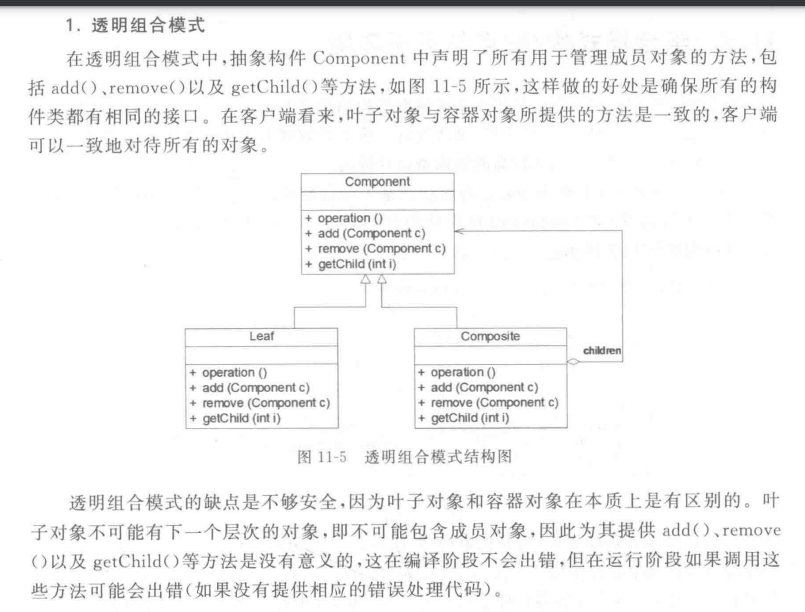 1. 透明组合模式
在透明组合模式中,抽象构件 Component 中声明了所有用于管理成员对象的方法,包
括 add()、remove()以及 getChild()等方法,如图 11-5 所示,这样做的好处是确保所有的构
件类都有相同的接口。在客户端看来,叶子对象与容器对象所提供的方法是一致的,客户端
可以一致地对待所有的对象。
Component
+ operation ()
+ add (Component c)
+ remove (Component c)
+ getChild (int i)
Leaf
+ operation ()
+ add (Component c)
+ remove (Component c)
+ getChild (int i)
Composite
+ operation ()
+ add (Component c)
+ remove (Component c)
+ getChild (int i)
children
图 11-5 透明组合模式结构图
透明组合模式的缺点是不够安全,因为叶子对象和容器对象在本质上是有区别的。叶
子对象不可能有下一个层次的对象,即不可能包含成员对象,因此为其提供 add()、remove
()以及 getChild()等方法是没有意义的,这在编译阶段不会出错,但在运行阶段如果调用这
些方法可能会出错(如果没有提供相应的错误处理代码)。